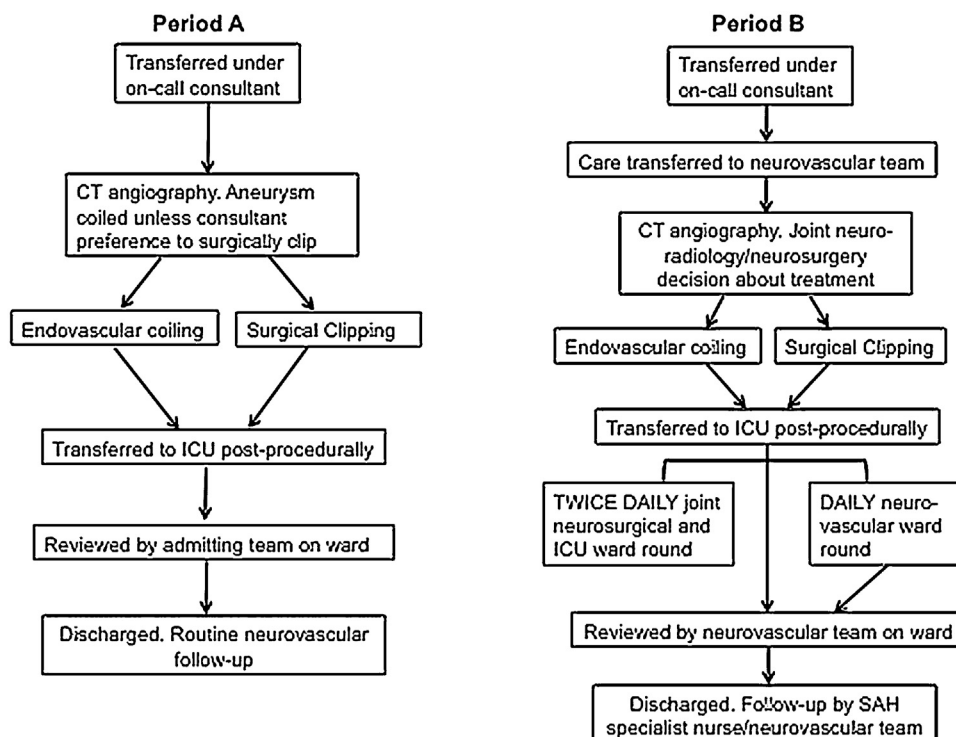 Period A
Transferred under
on-call consultant
CT angiography. Aneurysm
coiled unless consultant
preference to surgically clip
Endovascular coiling
Surgical Clipping
Transferred to ICU post-procedurally
Reviewed by admitting team on ward
Discharged. Routine neurovascular
follow-up
Period B
Transferred under
on-call consultant
Care transferred to neurovascular team
CT angiography. Joint neuro-
radiology/neurosurgery
decision about treatment
Endovascular coiling
Surgical Clipping
Transferred to ICU post-procedurally
TWICE DAILY joint
neurosurgical and
ICU ward round
DAILY neuro-
vascular ward
round
Reviewed by neurovascular team on ward
Discharged. Follow-up by SAH
specialist nurse/neurovascular team